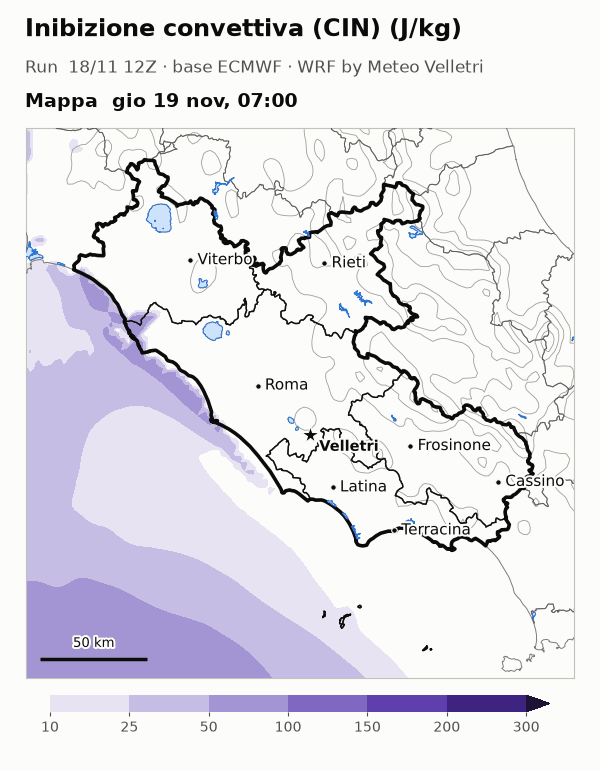 Inibizione convettiva (CIN) (J/kg)
Run 18/11 12Z · base ECMWF · WRF by Meteo Velletri
Mappa gio 19 nov, 07:00
Viterbo
Rieti
Roma
Velletri
Frosinone
Cassino
Latina
Terracina
50 km
10 25 50 100 150 200 300